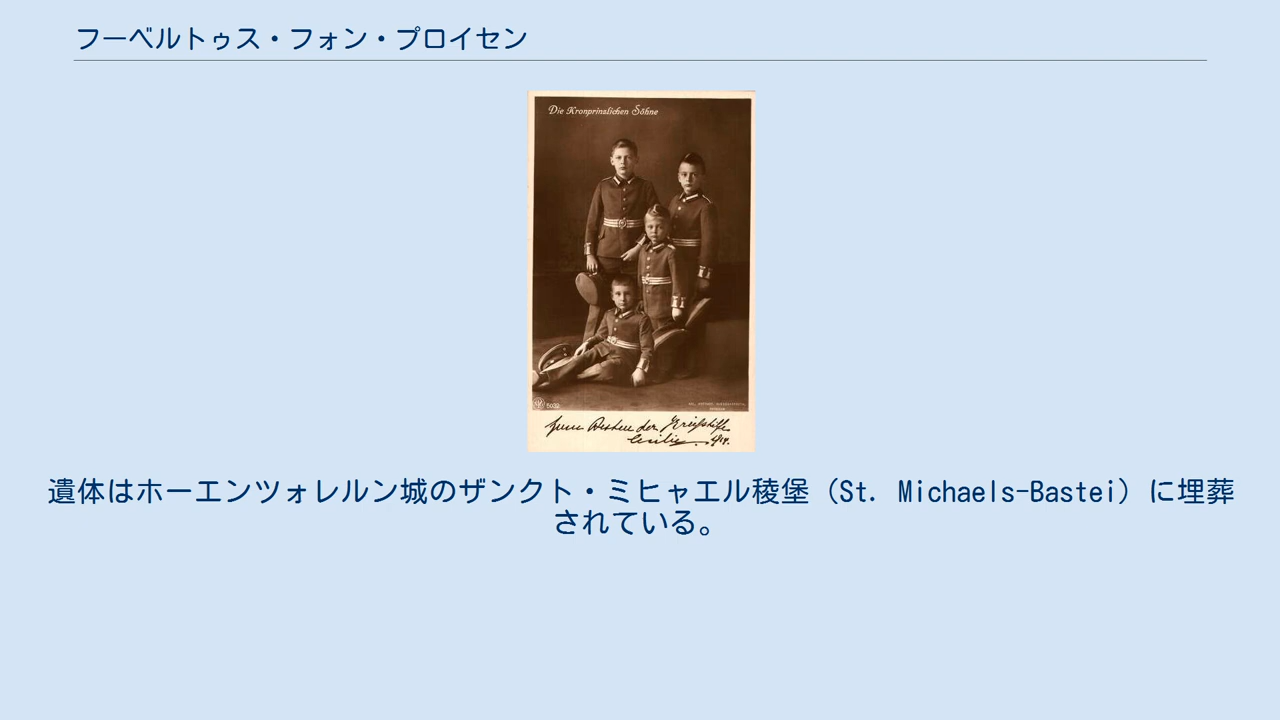 フーベルトゥス・フォン・プロイセン
Die Kronprinzlichen Söhne
5032
遺体はホーエンツォレルン城のザンクト・ミヒャエル稜堡（St. Michaels-Bastei）に埋葬
されている。